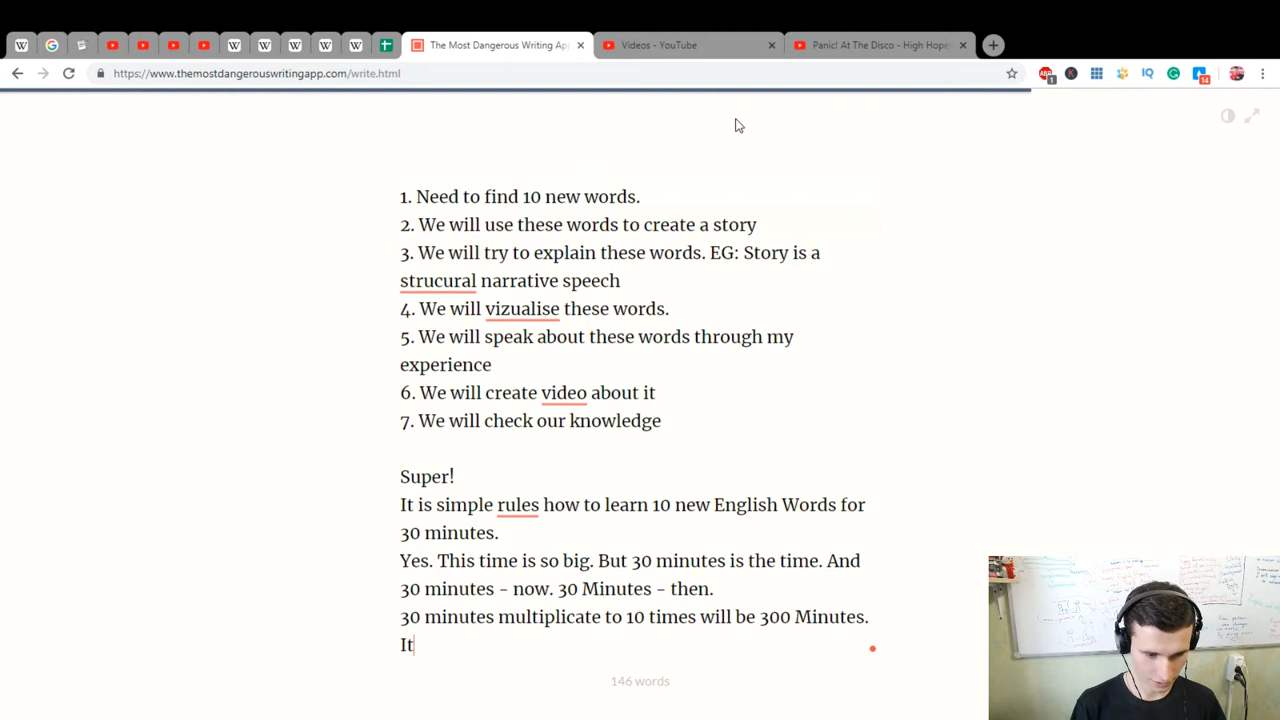 The Most Dangerous Writing Ap
Videos - YouTube
Panic! At The Disco - High Hope
https://www.themostdangerouswritingapp.com/write.html
1. Need to find 10 new words.
2. We will use these words to create a story
3. We will try to explain these words. EG: Story is a
strucural narrative speech
4. We will vizualise these words.
5. We will speak about these words through my
experience
6. We will create video about it
7. We will check our knowledge
Super!
It is simple rules how to learn 10 new English Words for
30 minutes.
Yes. This time is so big. But 30 minutes is the time. And
30 minutes - now. 30 Minutes - then.
30 minutes multiplicate to 10 times will be 300 Minutes.
It
146 words